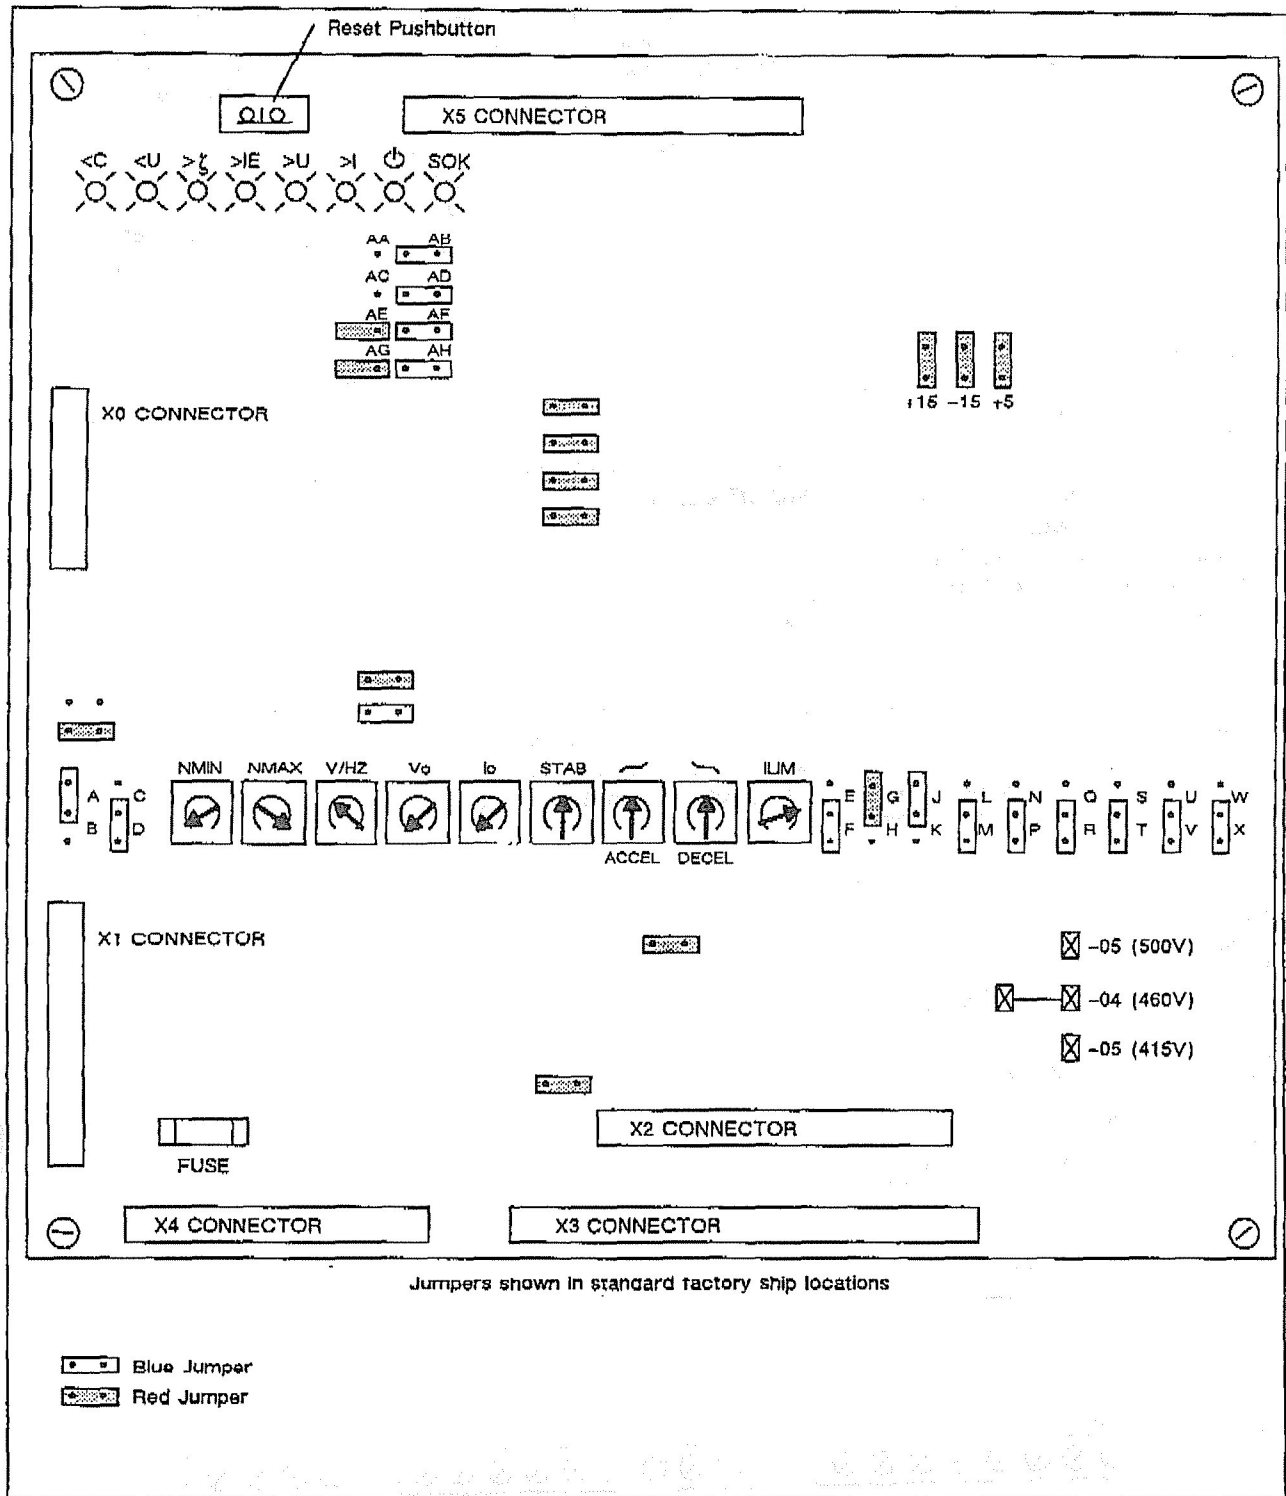 Reset Pushbutton
X5 CONNECTOR
<C <U > >IE >U >I SOK
AA AB
AC AD
AE AF
AG AH
+15 -15 +5
X0 CONNECTOR
NMIN NMAX V/HZ Vo Io STAB ILIM
A C E G J L N Q S U W
B D F H K M P R T V X
ACCEL DECEL
X1 CONNECTOR
-05 (500V)
-04 (460V)
-05 (415V)
X2 CONNECTOR
FUSE
X4 CONNECTOR X3 CONNECTOR
Jumpers shown in standard factory ship locations
Blue Jumper
Red Jumper